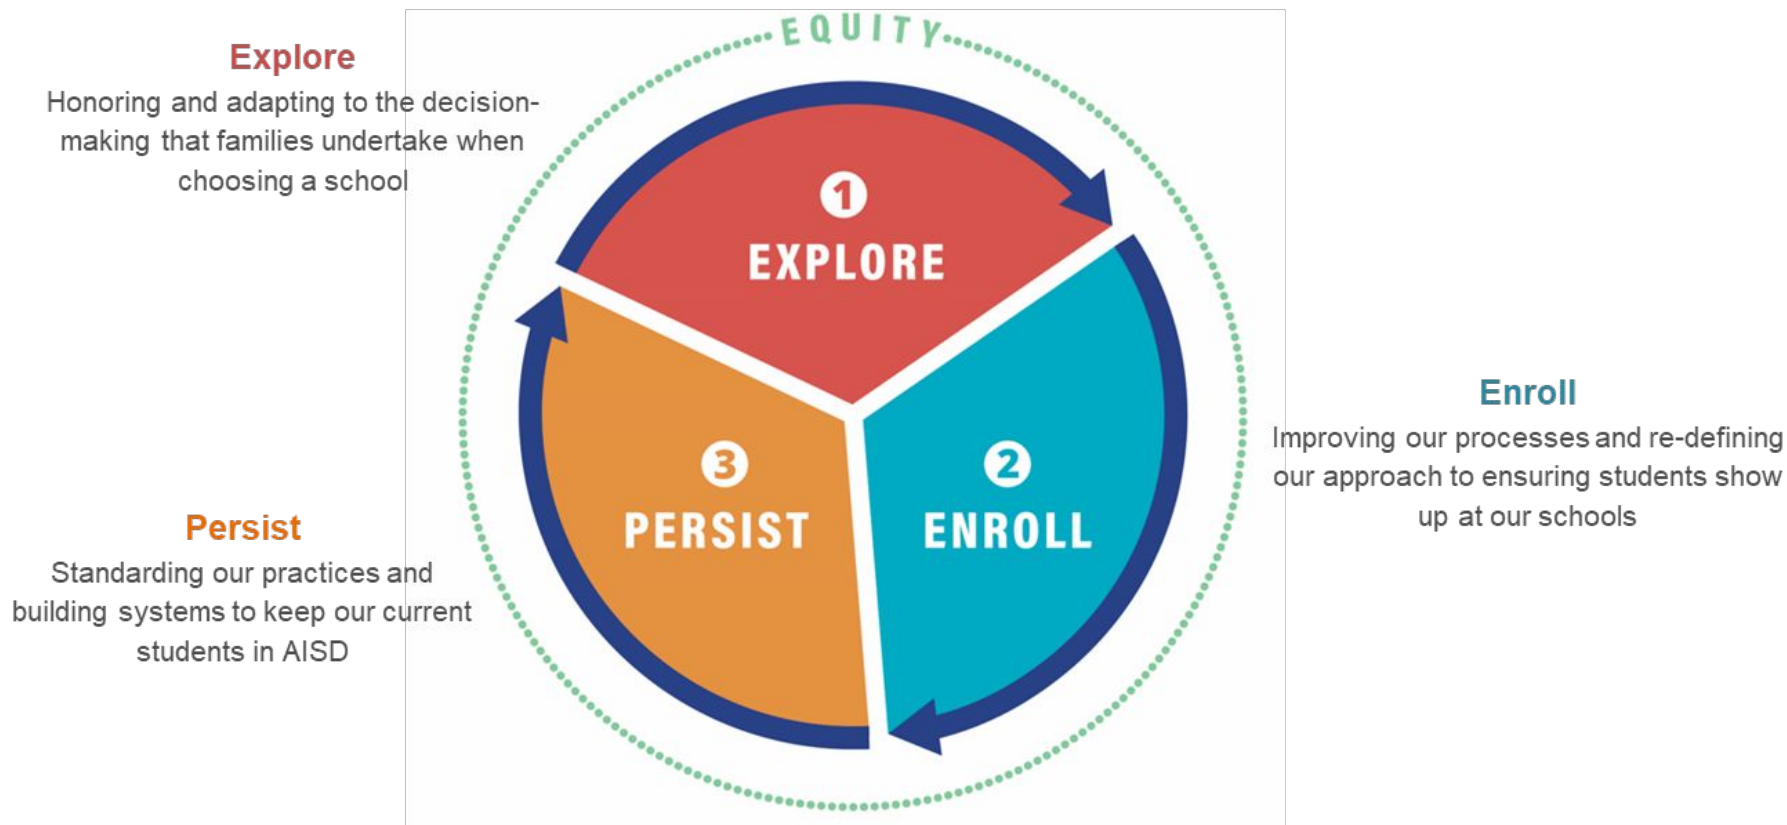 EQUITY
Explore
Honoring and adapting to the decision-
making that families undertake when
choosing a school
1
EXPLORE
Enroll
Improving our processes and re-defining
our approach to ensuring students show
up at our schools
2
ENROLL
3
PERSIST
Persist
Standarding our practices and
building systems to keep our current
students in AISD